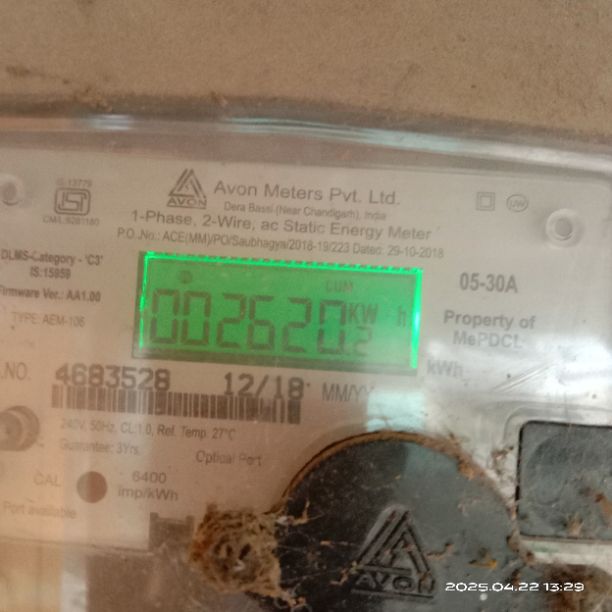 IS:13779
CM/L 9281180
AVON
Avon Meters Pvt. Ltd.
Dera Bassi-(Near Chandigarh), India
1-Phase, 2-Wire, ac Static Energy Meter
P.O.No.: ACE(MM)/PO/Saubhagya/2018-19/223 Dated: 29-10-2018
DLMS-Category - 'C3'
IS:15959
Firmware Ver.: AA1.00
TYPE: AEM-106
CUM
002620.2 KW h
05-30A
Property of
MePDCL
kWh
.NO. 4683528 12/18 MM/YY
240V, 50Hz, CL:1.0, Ref. Temp. 27°C
Guarantee: 3Yrs.
Optical Port
CAL
6400
imp/kWh
Port available
AVON
2025.04.22 13:29